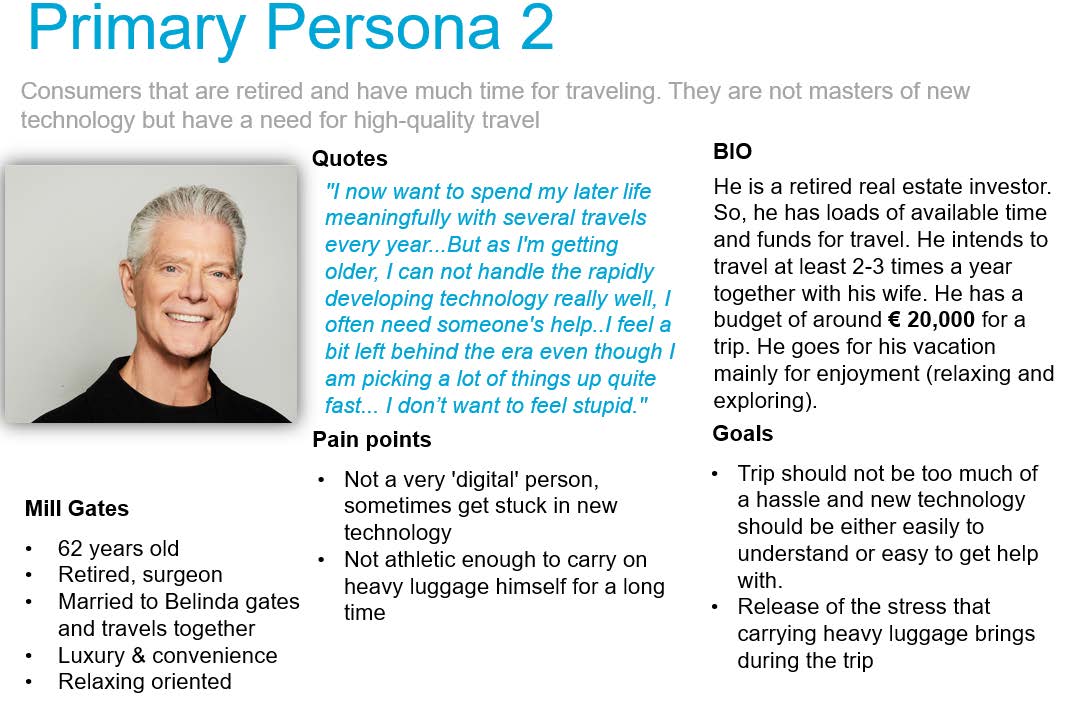 Primary Persona 2
Consumers that are retired and have much time for traveling. They are not masters of new
technology but have a need for high-quality travel
Quotes
"I now want to spend my later life
meaningfully with several travels
every year...But as I'm getting
older, I can not handle the rapidly
developing technology really well, I
often need someone's help..I feel a
bit left behind the era even though I
am picking a lot of things up quite
fast... I don’t want to feel stupid."
Pain points
• Not a very 'digital' person,
sometimes get stuck in new
technology
• Not athletic enough to carry on
heavy luggage himself for a long
time
BIO
He is a retired real estate investor.
So, he has loads of available time
and funds for travel. He intends to
travel at least 2-3 times a year
together with his wife. He has a
budget of around € 20,000 for a
trip. He goes for his vacation
mainly for enjoyment (relaxing and
exploring).
Goals
• Trip should not be too much of
a hassle and new technology
should be either easily to
understand or easy to get help
with.
• Release of the stress that
carrying heavy luggage brings
during the trip
Mill Gates
• 62 years old
• Retired, surgeon
• Married to Belinda gates
and travels together
• Luxury & convenience
• Relaxing oriented